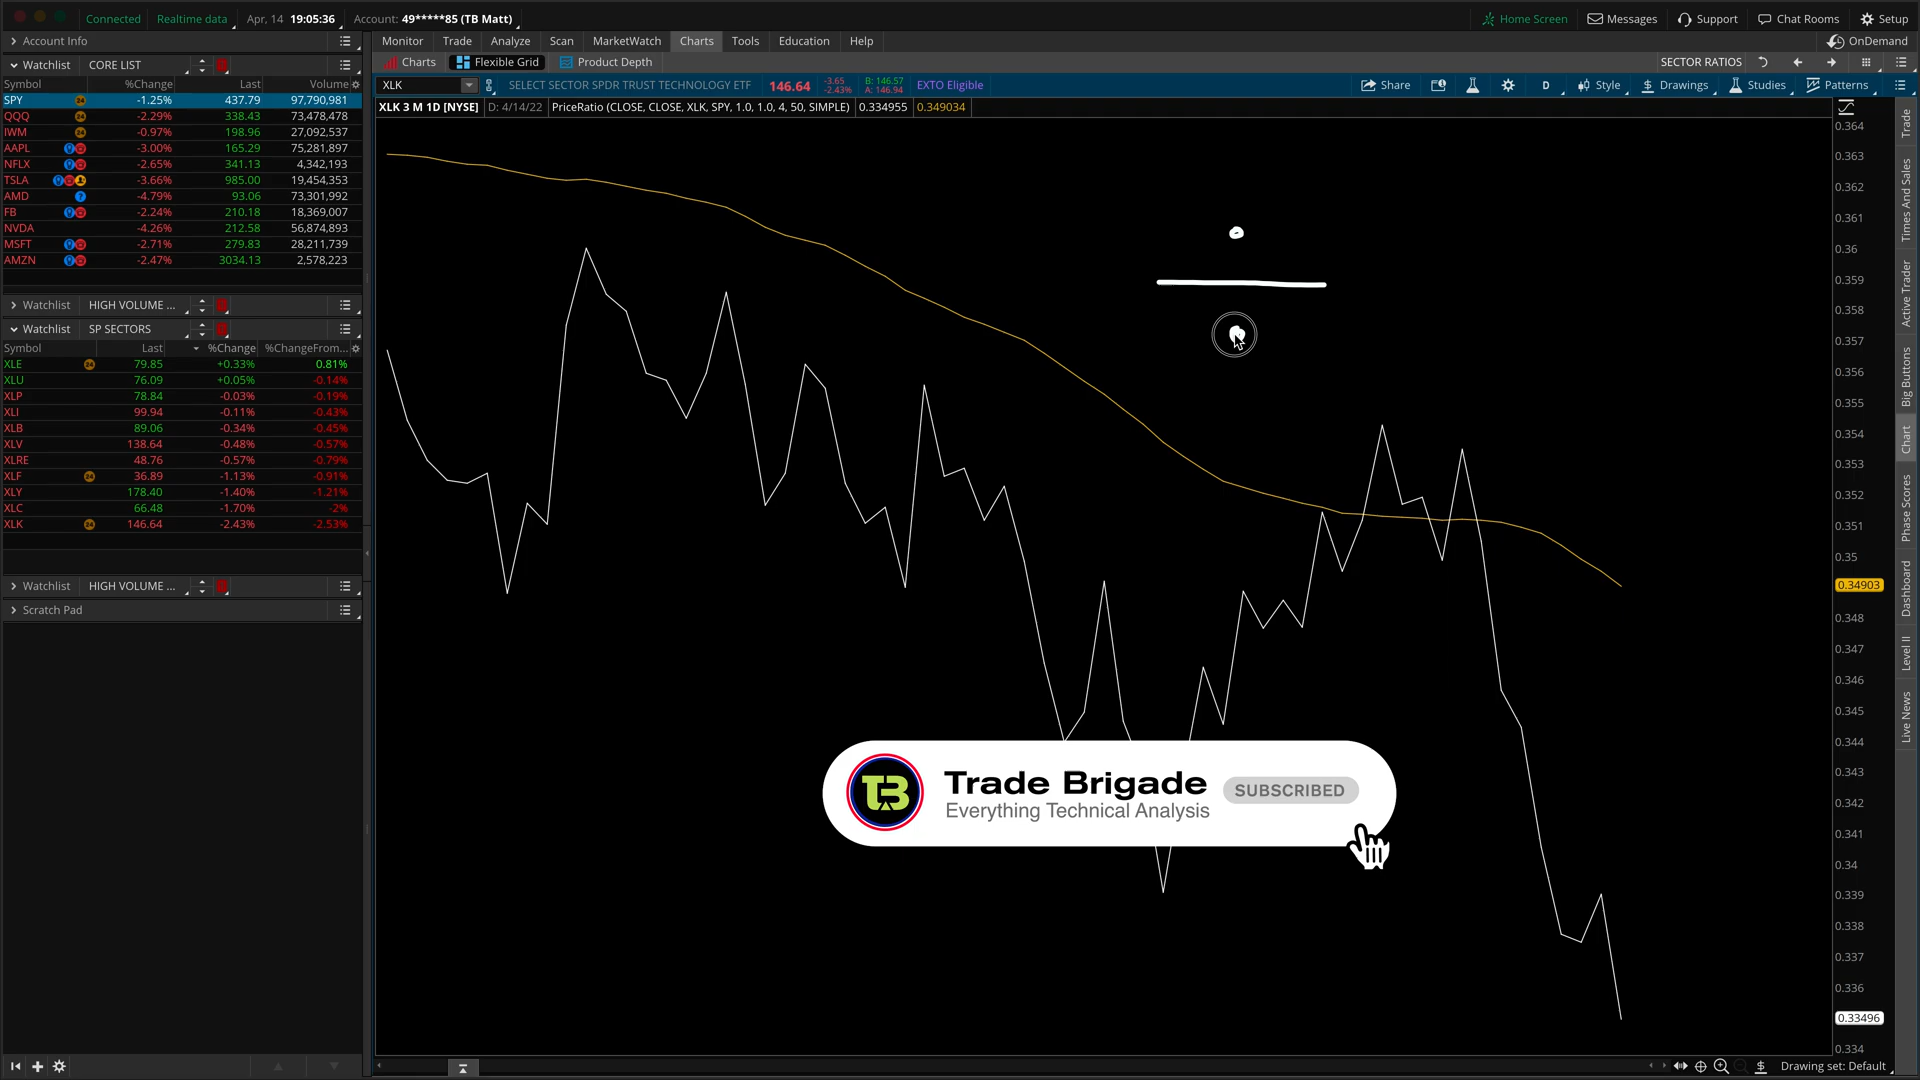 Connected Realtime data Apr, 14 19:05:36 Account: 49*****85 (TB Matt) Home Screen Messages Support Chat Rooms Setup
Account Info Monitor Trade Analyze Scan MarketWatch Charts Tools Education Help OnDemand
Watchlist CORE LIST Charts Flexible Grid Product Depth SECTOR RATIOS
Symbol %Change Last Volume XLK SELECT SECTOR SPDR TRUST TECHNOLOGY ETF 146.64 -3.65 -2.43% B: 146.57 A: 146.94 EXTO Eligible Share D Style Drawings Studies Patterns
XLK 3 M 1D [NYSE] D: 4/14/22 PriceRatio (CLOSE, CLOSE, XLK, SPY, 1.0, 1.0, 4, 50, SIMPLE) 0.334955 0.349034
SPY -1.25% 437.79 97,790,981
QQQ -2.29% 338.43 73,478,478
IWM -0.97% 198.96 27,092,537
AAPL -3.00% 165.29 75,281,897
NFLX -2.65% 341.13 4,342,193
TSLA -3.66% 985.00 19,454,353
AMD -4.79% 93.06 73,301,992
FB -2.24% 210.18 18,369,007
NVDA -4.26% 212.58 56,874,893
MSFT -2.71% 279.83 28,211,739
AMZN -2.47% 3034.13 2,578,223
Watchlist HIGH VOLUME ...
Watchlist SP SECTORS
Symbol Last %Change %ChangeFrom...
XLE 79.85 +0.33% 0.81%
XLU 76.09 +0.05% -0.14%
XLP 78.84 -0.03% -0.19%
XLI 99.94 -0.11% -0.43%
XLB 89.06 -0.34% -0.45%
XLV 138.64 -0.48% -0.57%
XLRE 48.76 -0.57% -0.79%
XLF 36.89 -1.13% -0.91%
XLY 178.40 -1.40% -1.21%
XLC 66.48 -1.70% -2%
XLK 146.64 -2.43% -2.53%
Watchlist HIGH VOLUME ...
Scratch Pad
TB
Trade Brigade
Everything Technical Analysis
SUBSCRIBED
0.364
0.363
0.362
0.361
0.36
0.359
0.358
0.357
0.356
0.355
0.354
0.353
0.352
0.351
0.35
0.34903
0.348
0.347
0.346
0.345
0.344
0.343
0.342
0.341
0.34
0.339
0.338
0.337
0.336
0.33496
0.334
Trade
Times And Sales
Active Trader
Big Buttons
Chart
Phase Scores
Dashboard
Level II
Live News
Drawing set: Default